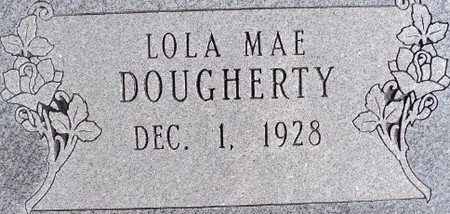 LOLA MAE
DOUGHERTY
DEC. 1, 1928